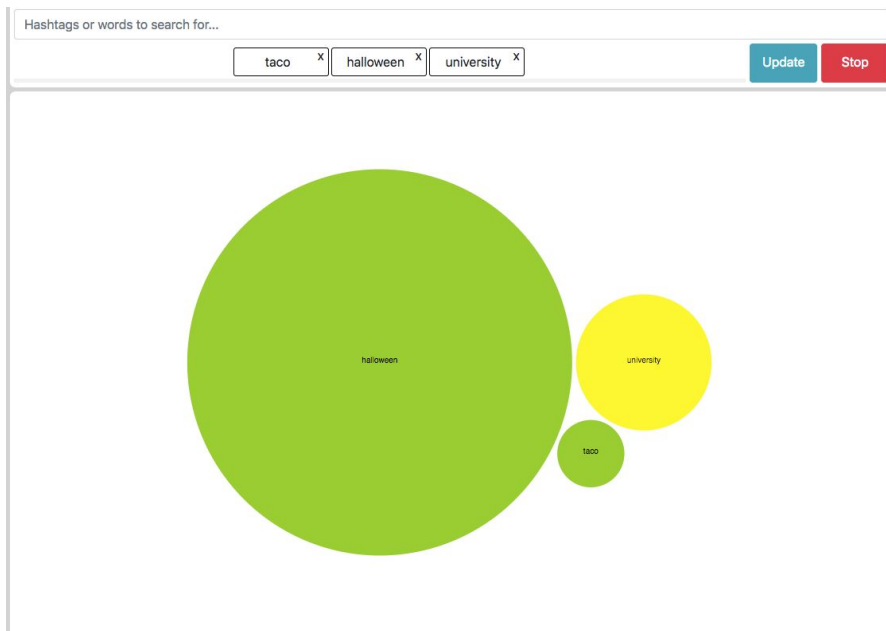 Hashtags or words to search for...
taco x halloween x university x Update Stop
halloween
university
taco